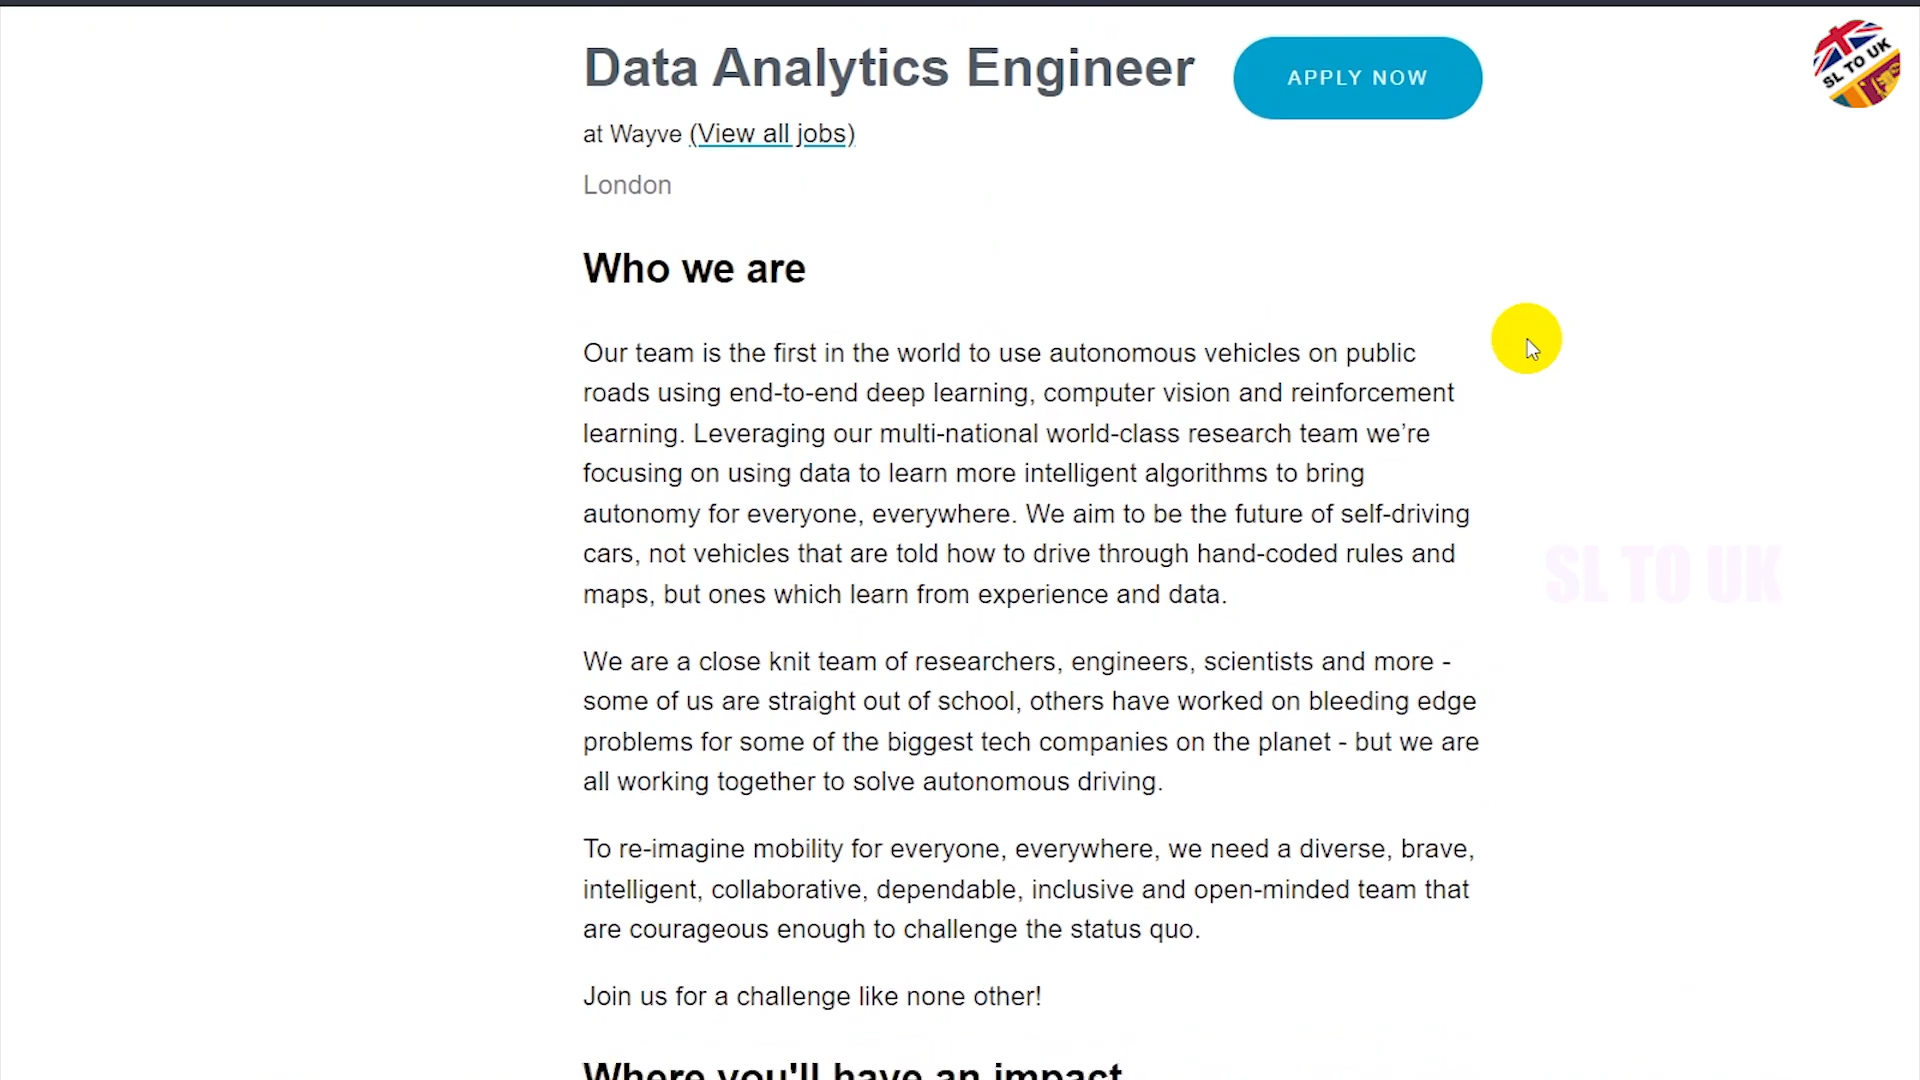 Data Analytics Engineer
APPLY NOW
SL TO UK
at Wayve (View all jobs)
London
Who we are
Our team is the first in the world to use autonomous vehicles on public
roads using end-to-end deep learning, computer vision and reinforcement
learning. Leveraging our multi-national world-class research team we’re
focusing on using data to learn more intelligent algorithms to bring
autonomy for everyone, everywhere. We aim to be the future of self-driving
cars, not vehicles that are told how to drive through hand-coded rules and
maps, but ones which learn from experience and data.
SL TO UK
We are a close knit team of researchers, engineers, scientists and more -
some of us are straight out of school, others have worked on bleeding edge
problems for some of the biggest tech companies on the planet - but we are
all working together to solve autonomous driving.
To re-imagine mobility for everyone, everywhere, we need a diverse, brave,
intelligent, collaborative, dependable, inclusive and open-minded team that
are courageous enough to challenge the status quo.
Join us for a challenge like none other!
Where you'll have an impact